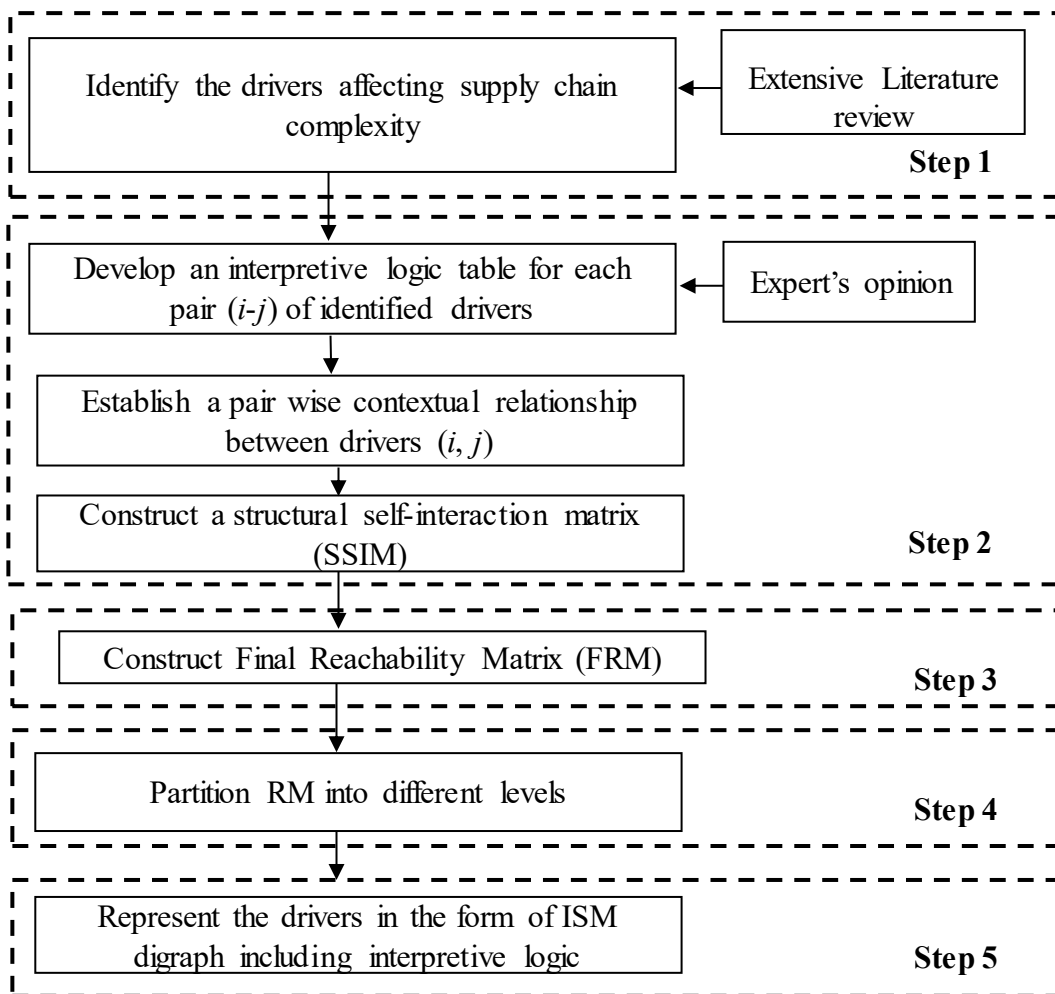 Identify the drivers affecting supply chain
complexity
Extensive Literature
review
Step 1
Develop an interpretive logic table for each
pair (i-j) of identified drivers
Expert’s opinion
Establish a pair wise contextual relationship
between drivers (i, j)
Construct a structural self-interaction matrix
(SSIM)
Step 2
Construct Final Reachability Matrix (FRM)
Step 3
Partition RM into different levels
Step 4
Represent the drivers in the form of ISM
digraph including interpretive logic
Step 5